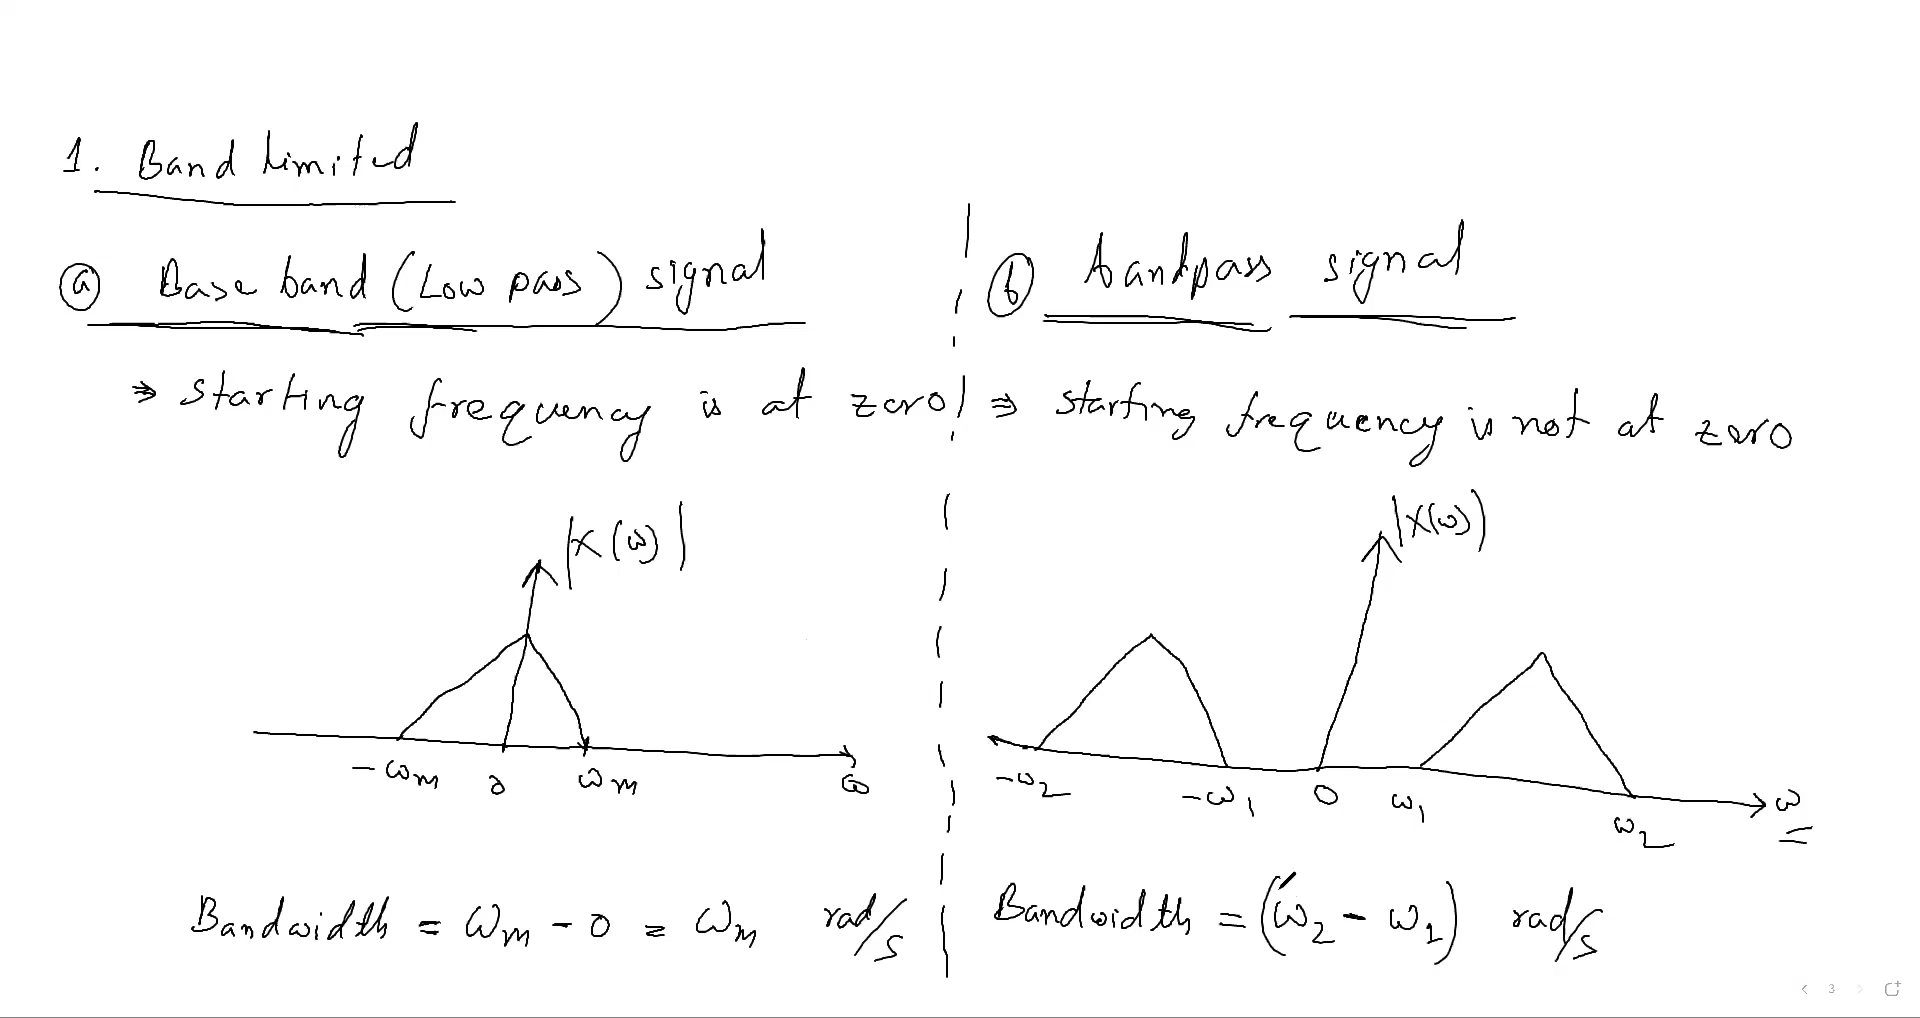 1. Band limited
ⓐ Base band (Low pass) signal
⇒ starting frequency is at zero
|X(ω)|
-ωm 0 ωm ω
Bandwidth = ωm - 0 = ωm rad/s
ⓑ bandpass signal
⇒ starting frequency is not at zero
|X(ω)|
-ω2 -ω1 0 ω1 ω2 ω
Bandwidth = (ω2 - ω1) rad/s
3